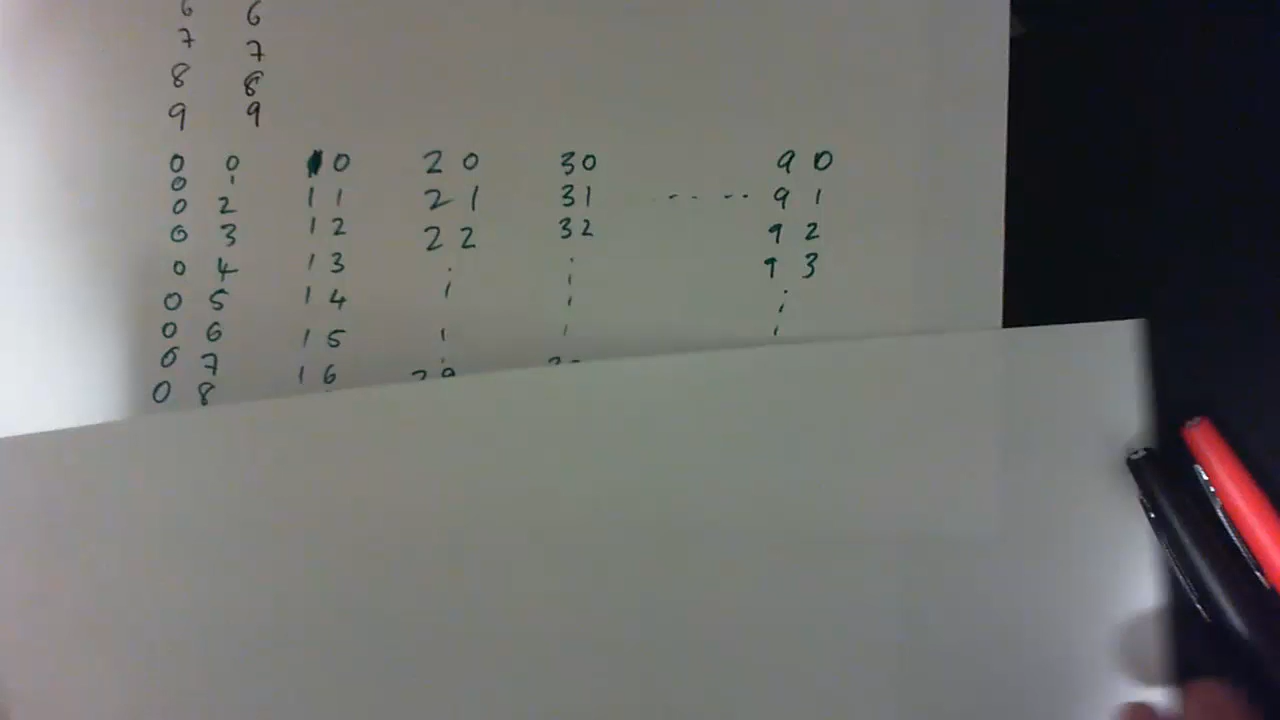 6 6
7 7
8 8
9 9
0 0 10 20 30 90
0 1 11 21 31 ..... 91
0 2 12 22 32 92
0 3 13 93
0 4 14
0 5 15
0 6 16
0 7
0 8